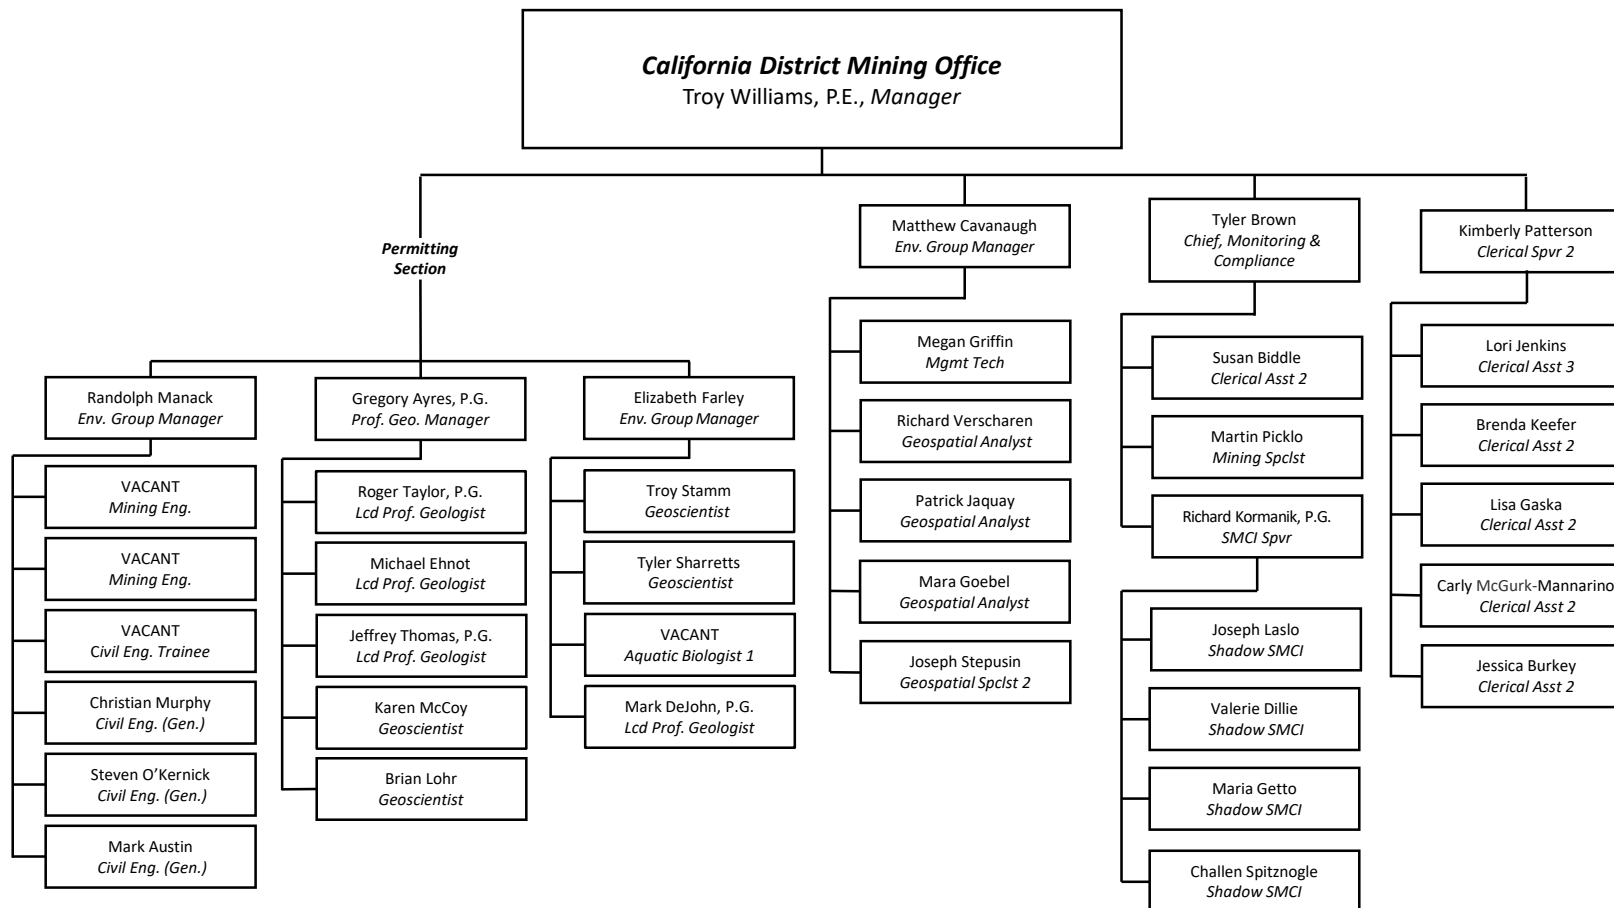 California District Mining Office
Troy Williams, P.E., Manager
Permitting
Section
Randolph Manack
Env. Group Manager
VACANT
Mining Eng.
VACANT
Mining Eng.
VACANT
Civil Eng. Trainee
Christian Murphy
Civil Eng. (Gen.)
Steven O’Kernick
Civil Eng. (Gen.)
Mark Austin
Civil Eng. (Gen.)
Gregory Ayres, P.G.
Prof. Geo. Manager
Roger Taylor, P.G.
Lcd Prof. Geologist
Michael Ehnot
Lcd Prof. Geologist
Jeffrey Thomas, P.G.
Lcd Prof. Geologist
Karen McCoy
Geoscientist
Brian Lohr
Geoscientist
Elizabeth Farley
Env. Group Manager
Troy Stamm
Geoscientist
Tyler Sharretts
Geoscientist
VACANT
Aquatic Biologist 1
Mark DeJohn, P.G.
Lcd Prof. Geologist
Matthew Cavanaugh
Env. Group Manager
Megan Griffin
Mgmt Tech
Richard Verscharen
Geospatial Analyst
Patrick Jaquay
Geospatial Analyst
Mara Goebel
Geospatial Analyst
Joseph Stepusin
Geospatial Spclst 2
Tyler Brown
Chief, Monitoring &
Compliance
Susan Biddle
Clerical Asst 2
Martin Picklo
Mining Spclst
Richard Kormanik, P.G.
SMCI Spvr
Joseph Laslo
Shadow SMCI
Valerie Dillie
Shadow SMCI
Maria Getto
Shadow SMCI
Challen Spitznogle
Shadow SMCI
Kimberly Patterson
Clerical Spvr 2
Lori Jenkins
Clerical Asst 3
Brenda Keefer
Clerical Asst 2
Lisa Gaska
Clerical Asst 2
Carly McGurk-Mannarino
Clerical Asst 2
Jessica Burkey
Clerical Asst 2